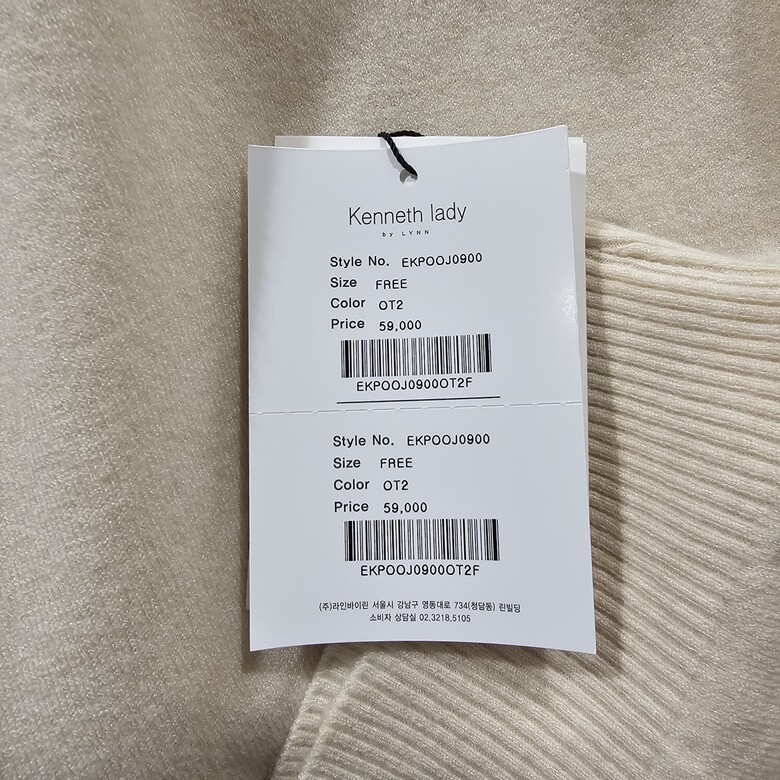 Kenneth lady
by LYNN
Style No. EKPOOJ0900
Size FREE
Color OT2
Price 59,000
EKPOOJ0900OT2F
Style No. EKPOOJ0900
Size FREE
Color OT2
Price 59,000
EKPOOJ0900OT2F
(주)라인바이린 서울시 강남구 영동대로 734(청담동) 린빌딩
소비자 상담실 02.3218.5105